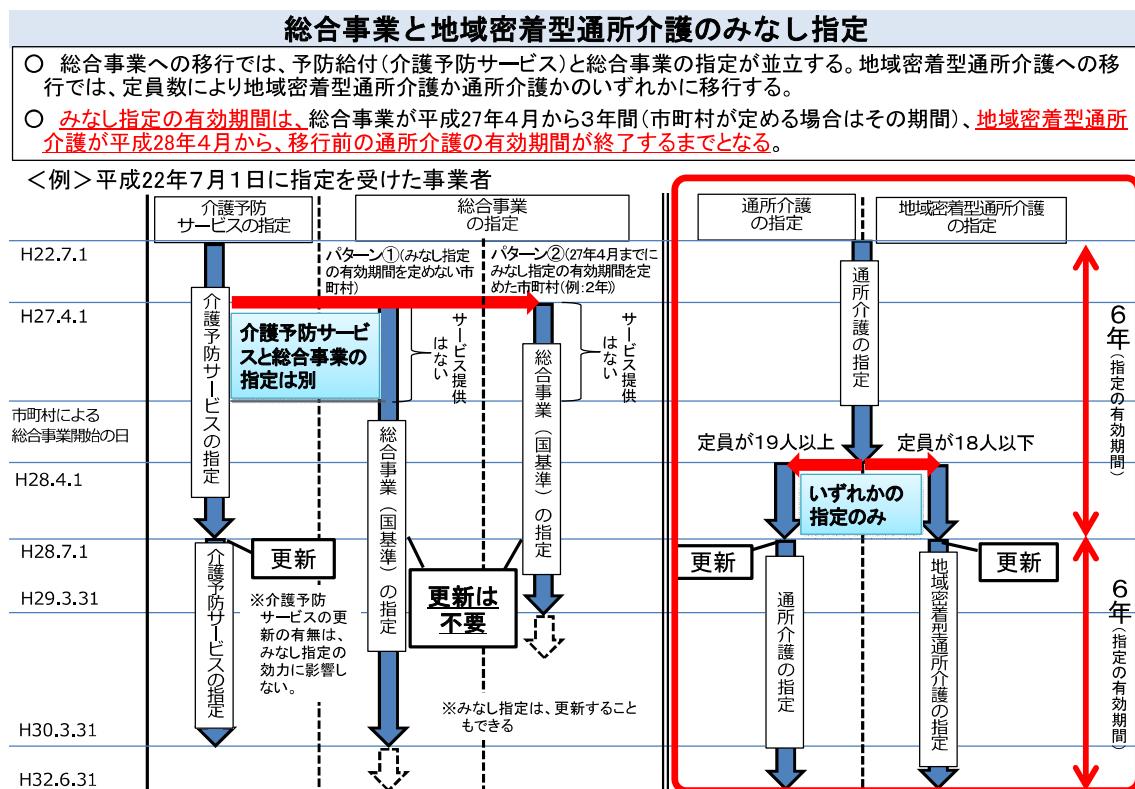 総合事業と地域密着型通所介護のみなし指定
○ 総合事業への移行では、予防給付(介護予防サービス)と総合事業の指定が並立する。地域密着型通所介護への移
行では、定員数により地域密着型通所介護か通所介護かのいずれかに移行する。
○ みなし指定の有効期間は、総合事業が平成27年4月から3年間(市町村が定める場合はその期間)、地域密着型通所
介護が平成28年4月から、移行前の通所介護の有効期間が終了するまでとなる。
<例>平成22年7月1日に指定を受けた事業者
介護予防
サービスの指定
総合事業
の指定
通所介護
の指定
地域密着型通所介護
の指定
H22.7.1
H27.4.1
市町村による
総合事業開始の日
H28.4.1
H28.7.1
H29.3.31
H30.3.31
H32.6.31
パターン①(みなし指定
の有効期間を定めない市
町村)
パターン②(27年4月までに
みなし指定の有効期間を定
めた市町村(例:2年))
介護予防サービスの指定
介護予防サービ
スと総合事業の
指定は別
サービス提供
はない
サービス提供
はない
総合事業(国基準)の指定
総合事業(国基準)の指定
更新
介護予防サービスの指定
※介護予防
サービスの更
新の有無は、
みなし指定の
効力に影響し
ない。
更新は
不要
※みなし指定は、更新すること
もできる
通所介護の指定
定員が19人以上
定員が18人以下
いずれかの
指定のみ
更新
更新
通所介護の指定
地域密着型通所介護の指定
6年(指定の有効期間)
6年(指定の有効期間)